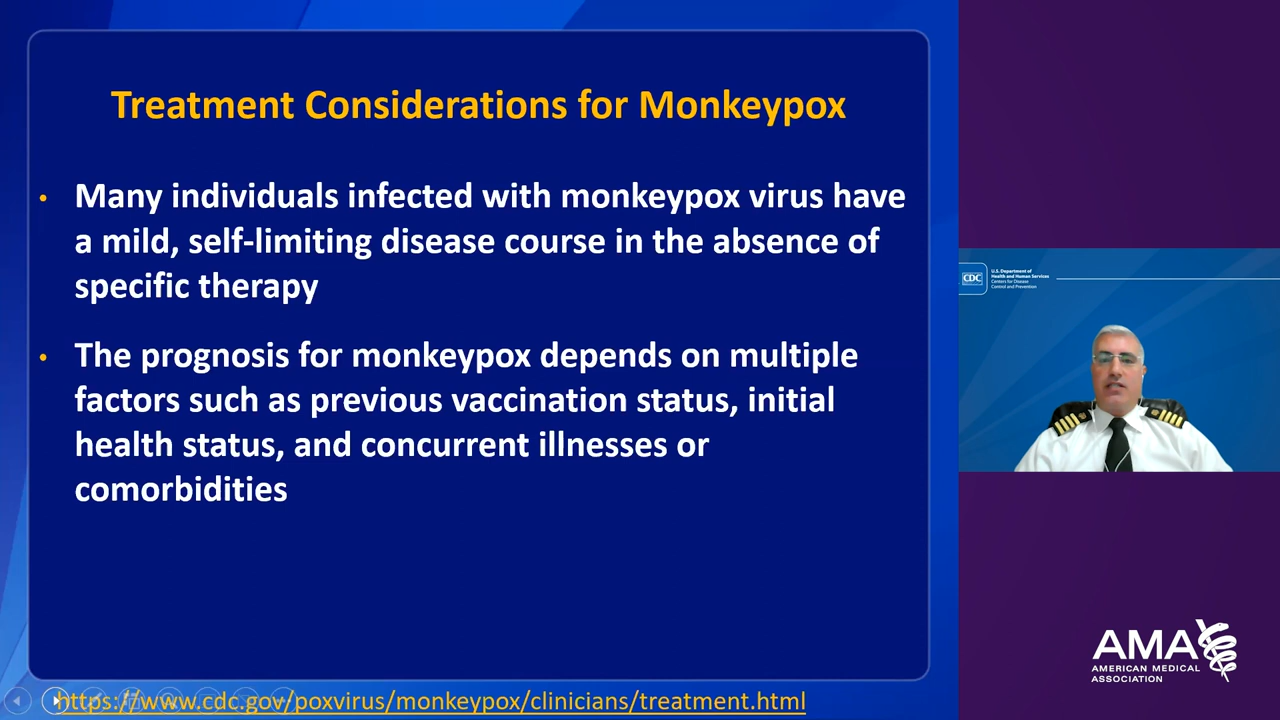 Treatment Considerations for Monkeypox
• Many individuals infected with monkeypox virus have
a mild, self-limiting disease course in the absence of
specific therapy
• The prognosis for monkeypox depends on multiple
factors such as previous vaccination status, initial
health status, and concurrent illnesses or
comorbidities
https://www.cdc.gov/poxvirus/monkeypox/clinicians/treatment.html
CDC
U.S. Department of
Health and Human Services
Centers for Disease
Control and Prevention
AMA
AMERICAN MEDICAL
ASSOCIATION